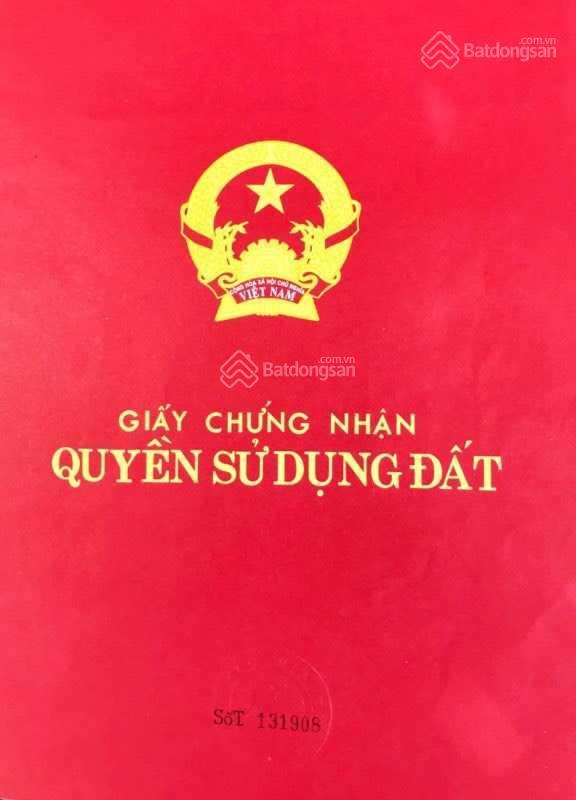 .com.vn
Batdongsan
CỘNG HÒA XÃ HỘI CHỦ NGHĨA
VIỆT NAM
.com.vn
Batdongsan
GIẤY CHỨNG NHẬN
QUYỀN SỬ DỤNG ĐẤT
SốT 131908